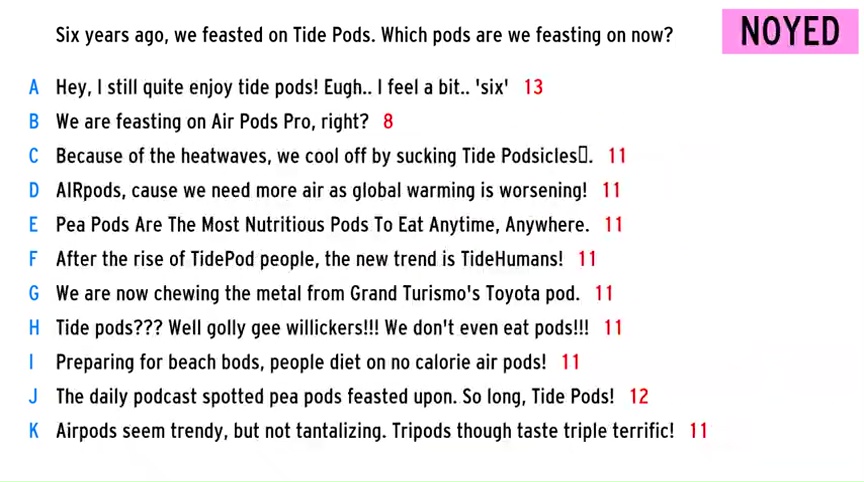 Six years ago, we feasted on Tide Pods. Which pods are we feasting on now?
NOYED
A Hey, I still quite enjoy tide pods! Eugh.. I feel a bit.. 'six' 13
B We are feasting on Air Pods Pro, right? 8
C Because of the heatwaves, we cool off by sucking Tide Podsicles▯. 11
D AIRpods, cause we need more air as global warming is worsening! 11
E Pea Pods Are The Most Nutritious Pods To Eat Anytime, Anywhere. 11
F After the rise of TidePod people, the new trend is TideHumans! 11
G We are now chewing the metal from Grand Turismo's Toyota pod. 11
H Tide pods??? Well golly gee willickers!!! We don't even eat pods!!! 11
I Preparing for beach bods, people diet on no calorie air pods! 11
J The daily podcast spotted pea pods feasted upon. So long, Tide Pods! 12
K Airpods seem trendy, but not tantalizing. Tripods though taste triple terrific! 11